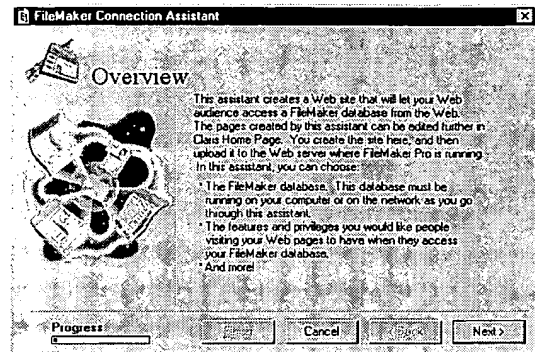 FileMaker Connection Assistant
Overview
This assistant creates a Web site that will let your Web
audience access a FileMaker database from the Web.
The pages created by this assistant can be edited further in
Claris Home Page. You create the site here, and then
upload it to the Web server where FileMaker Pro is running.
In this assistant, you can choose:
* The FileMaker database. This database must be
running on your computer or on the network as you go
through this assistant.
* The features and privileges you would like people
visiting your Web pages to have when they access
your FileMaker database.
* And more!
Progress
Cancel
< Back
Next >